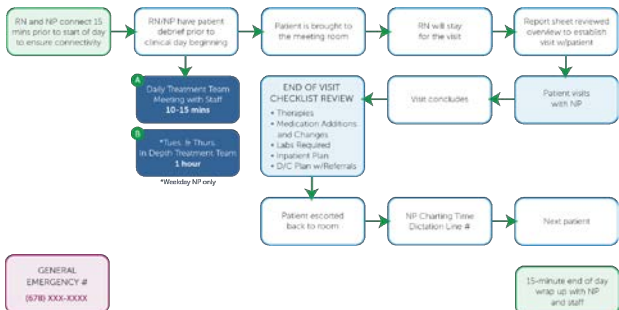 RN and NP connect 15
mins prior to start of day
to ensure connectivity
RN/NP have patient
debrief prior to
clinical day beginning
Patient is brought to
the meeting room
RN will stay
for the visit
Report sheet reviewed
overview to establish
visit w/patient
A
Daily Treatment Team
Meeting with Staff
10-15 mins
B
*Tues. & Thurs.
In Depth Treatment Team
1 hour
*Weekday NP only
END OF VISIT
CHECKLIST REVIEW
• Therapies
• Medication Additions
and Changes
• Labs Required
• Inpatient Plan
• D/C Plan w/Referrals
Visit concludes
Patient visits
with NP
Patient escorted
back to room
NP Charting Time
Dictation Line #
Next patient
GENERAL
EMERGENCY #
(678) XXX-XXXX
15-minute end of day
wrap up with NP
and staff